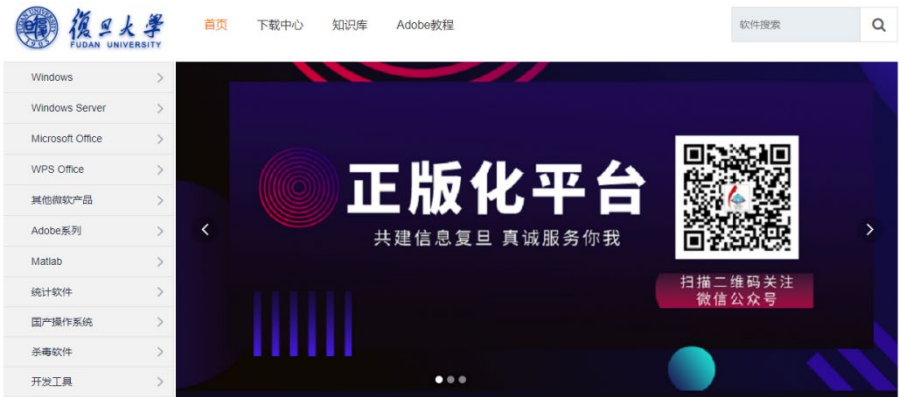 復旦大學
FUDAN UNIVERSITY
1905
首页 下载中心 知识库 Adobe教程
软件搜索
Windows
Windows Server
Microsoft Office
WPS Office
其他微软产品
Adobe系列
Matlab
统计软件
国产操作系统
杀毒软件
开发工具
正版化平台
共建信息复旦 真诚服务你我
扫描二维码关注
微信公众号